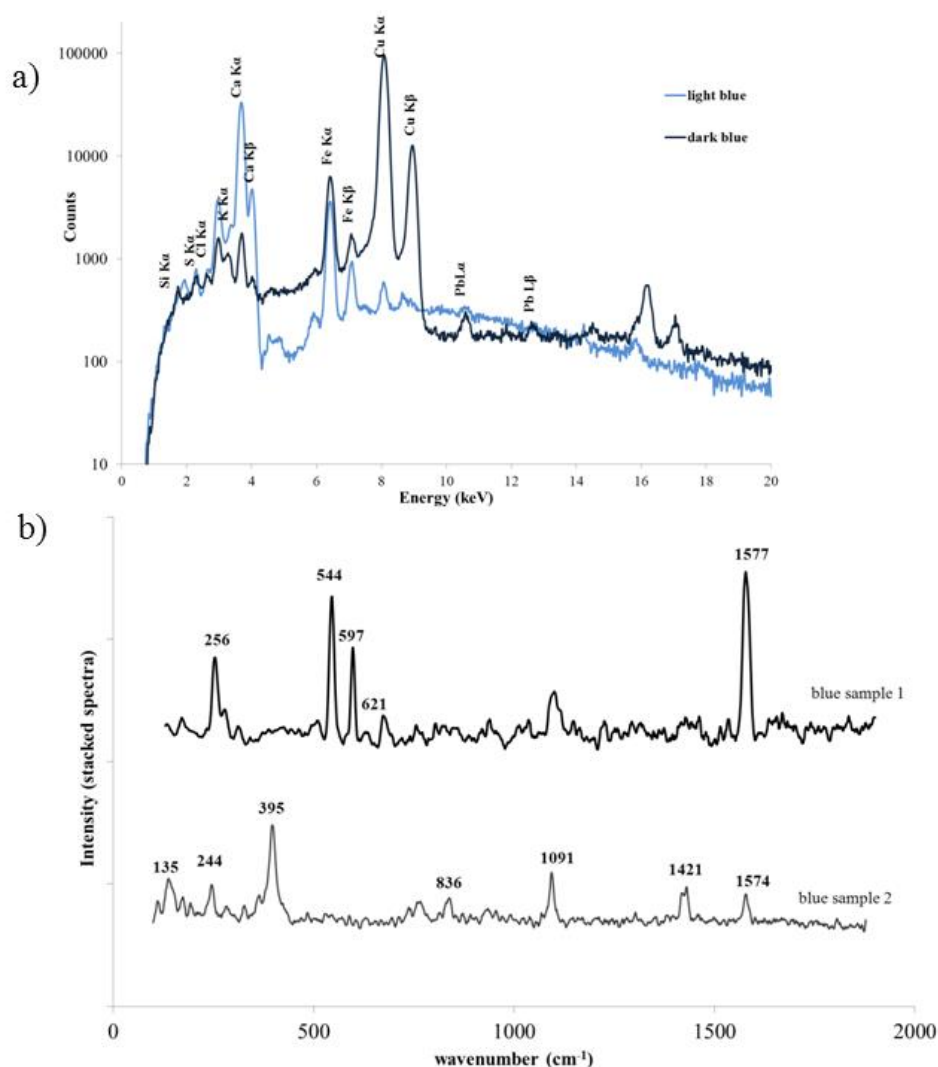 a)
100000
10000
1000
100
10
Counts
Si Kα
S Kα
Cl Kα
K Kα
Ca Kα
Ca Kβ
Fe Kα
Fe Kβ
Cu Kα
Cu Kβ
PbLα
Pb Lβ
light blue
dark blue
0 2 4 6 8 10 12 14 16 18 20
Energy (keV)
b)
Intensity (stacked spectra)
256
544
597
621
1577
blue sample 1
135
244
395
836
1091
1421
1574
blue sample 2
0 500 1000 1500 2000
wavenumber (cm⁻¹)